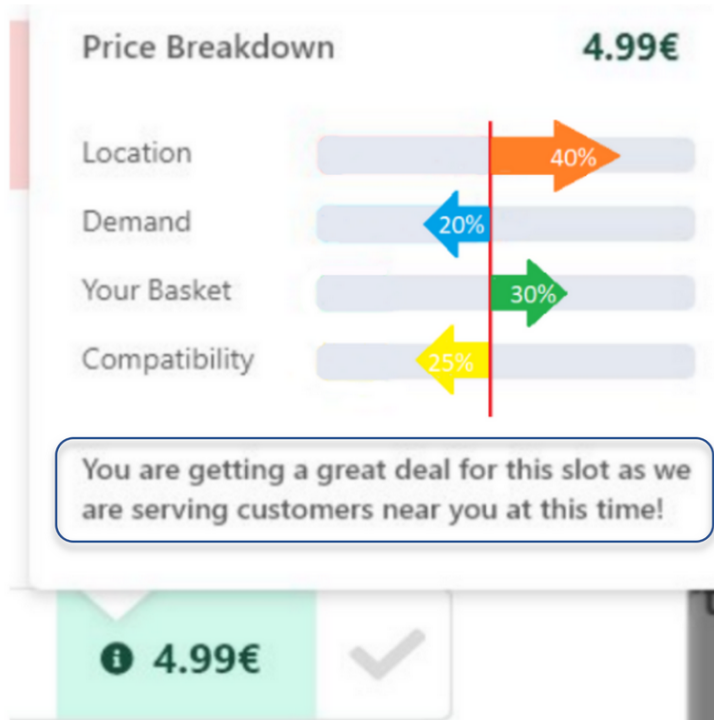 Price Breakdown 4.99€
Location 40%
Demand 20%
Your Basket 30%
Compatibility 25%
You are getting a great deal for this slot as we
are serving customers near you at this time!
4.99€